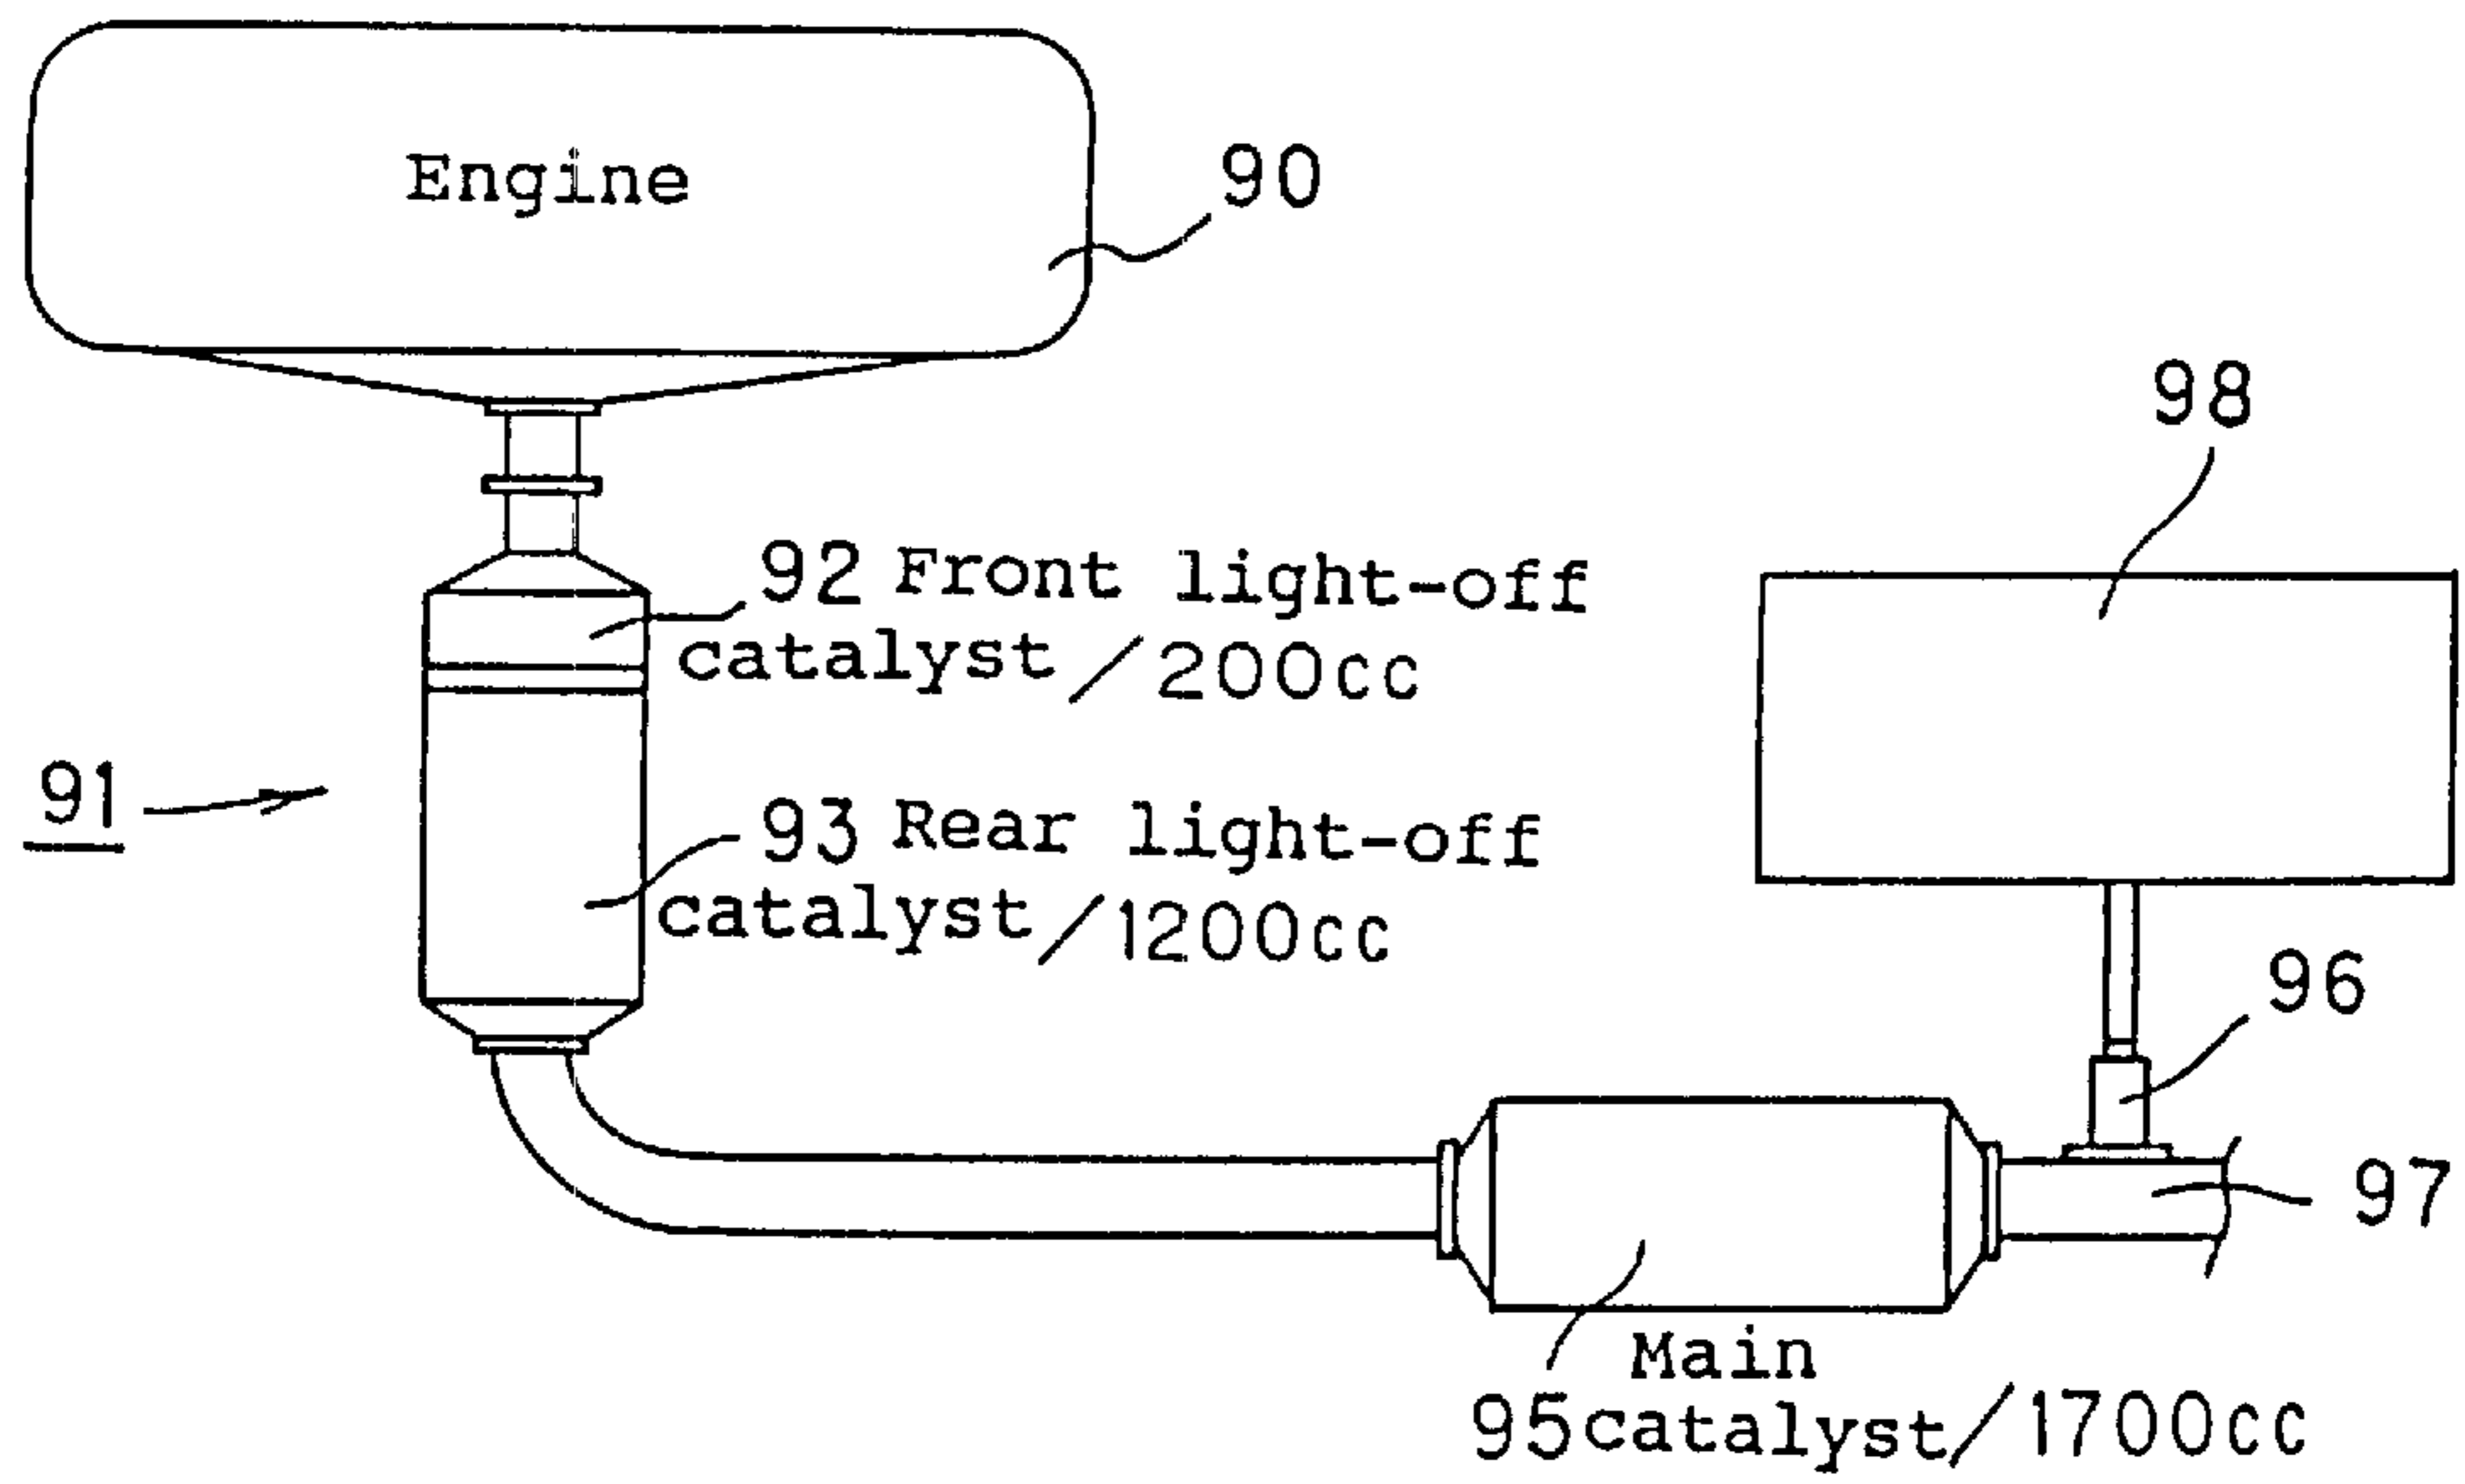 Engine
90
98
92 Front light-off
catalyst/200cc
91
93 Rear light-off
catalyst/1200cc
96
97
Main
95catalyst/1700cc